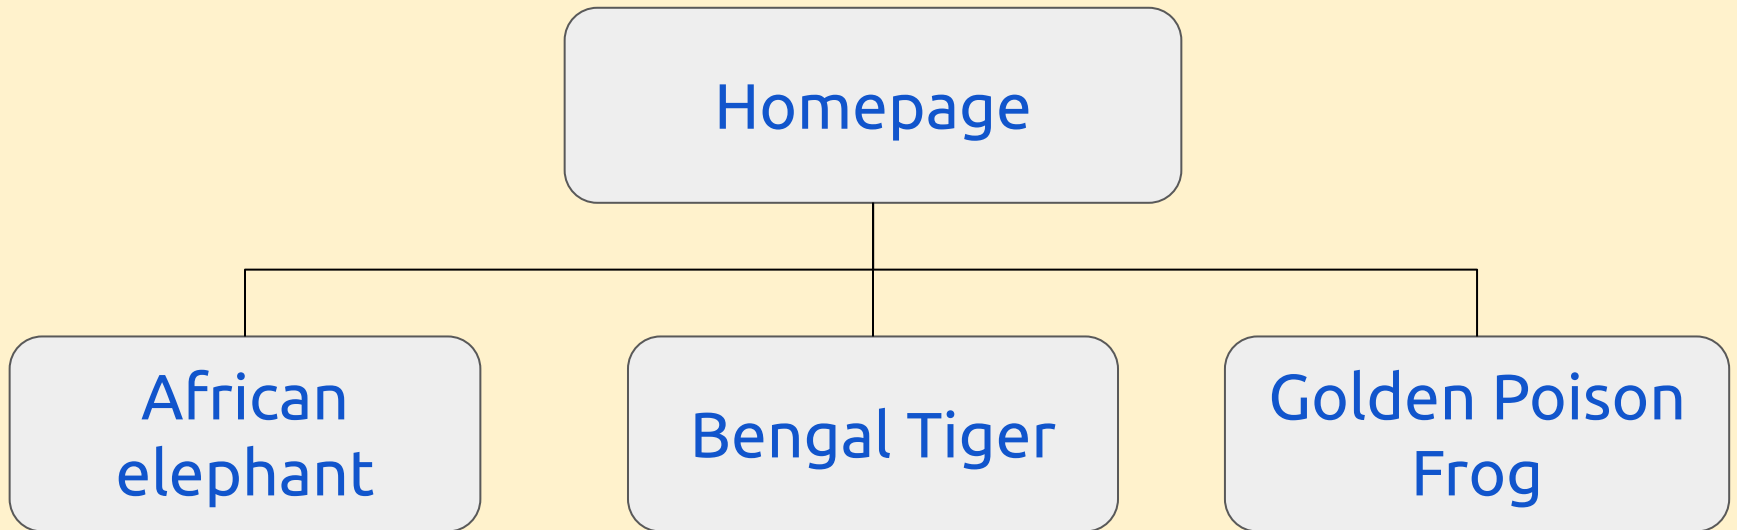 Homepage
African
elephant
Bengal Tiger
Golden Poison
Frog